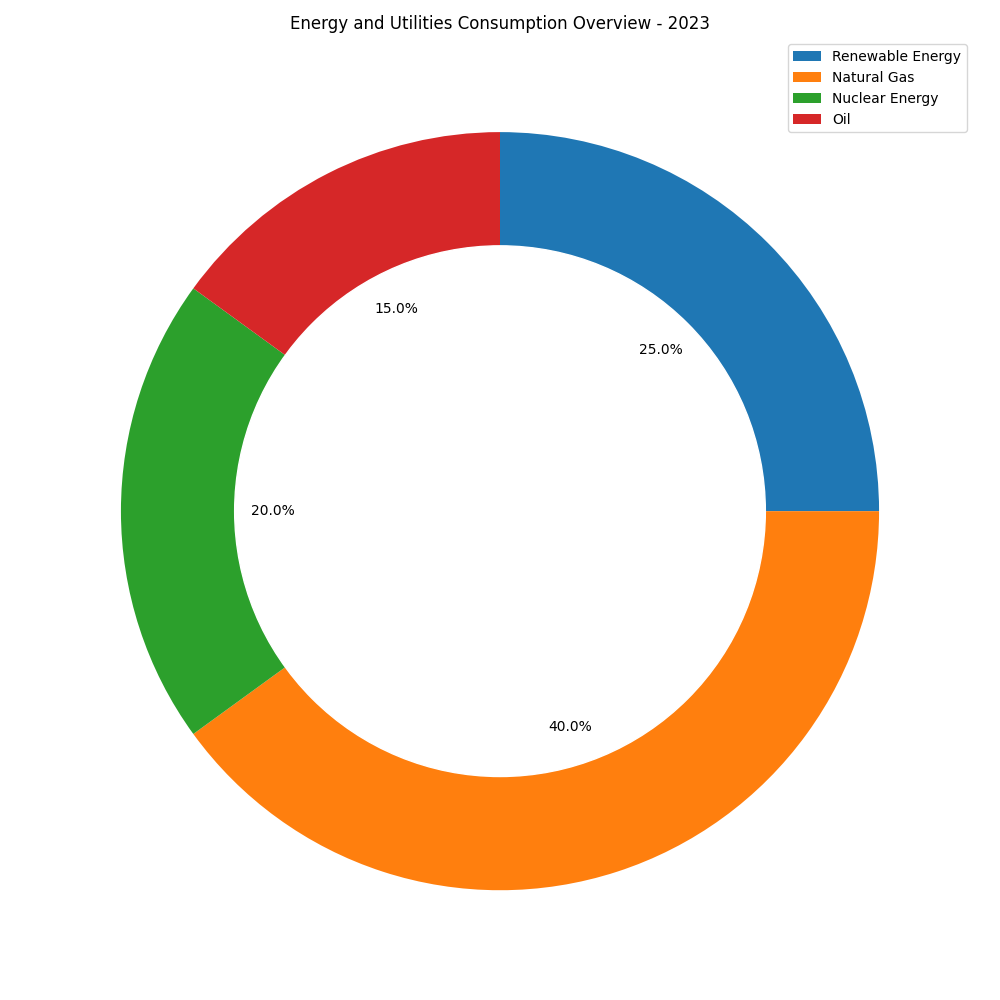 Energy and Utilities Consumption Overview - 2023
Renewable Energy
Natural Gas
Nuclear Energy
Oil
15.0%
25.0%
20.0%
40.0%